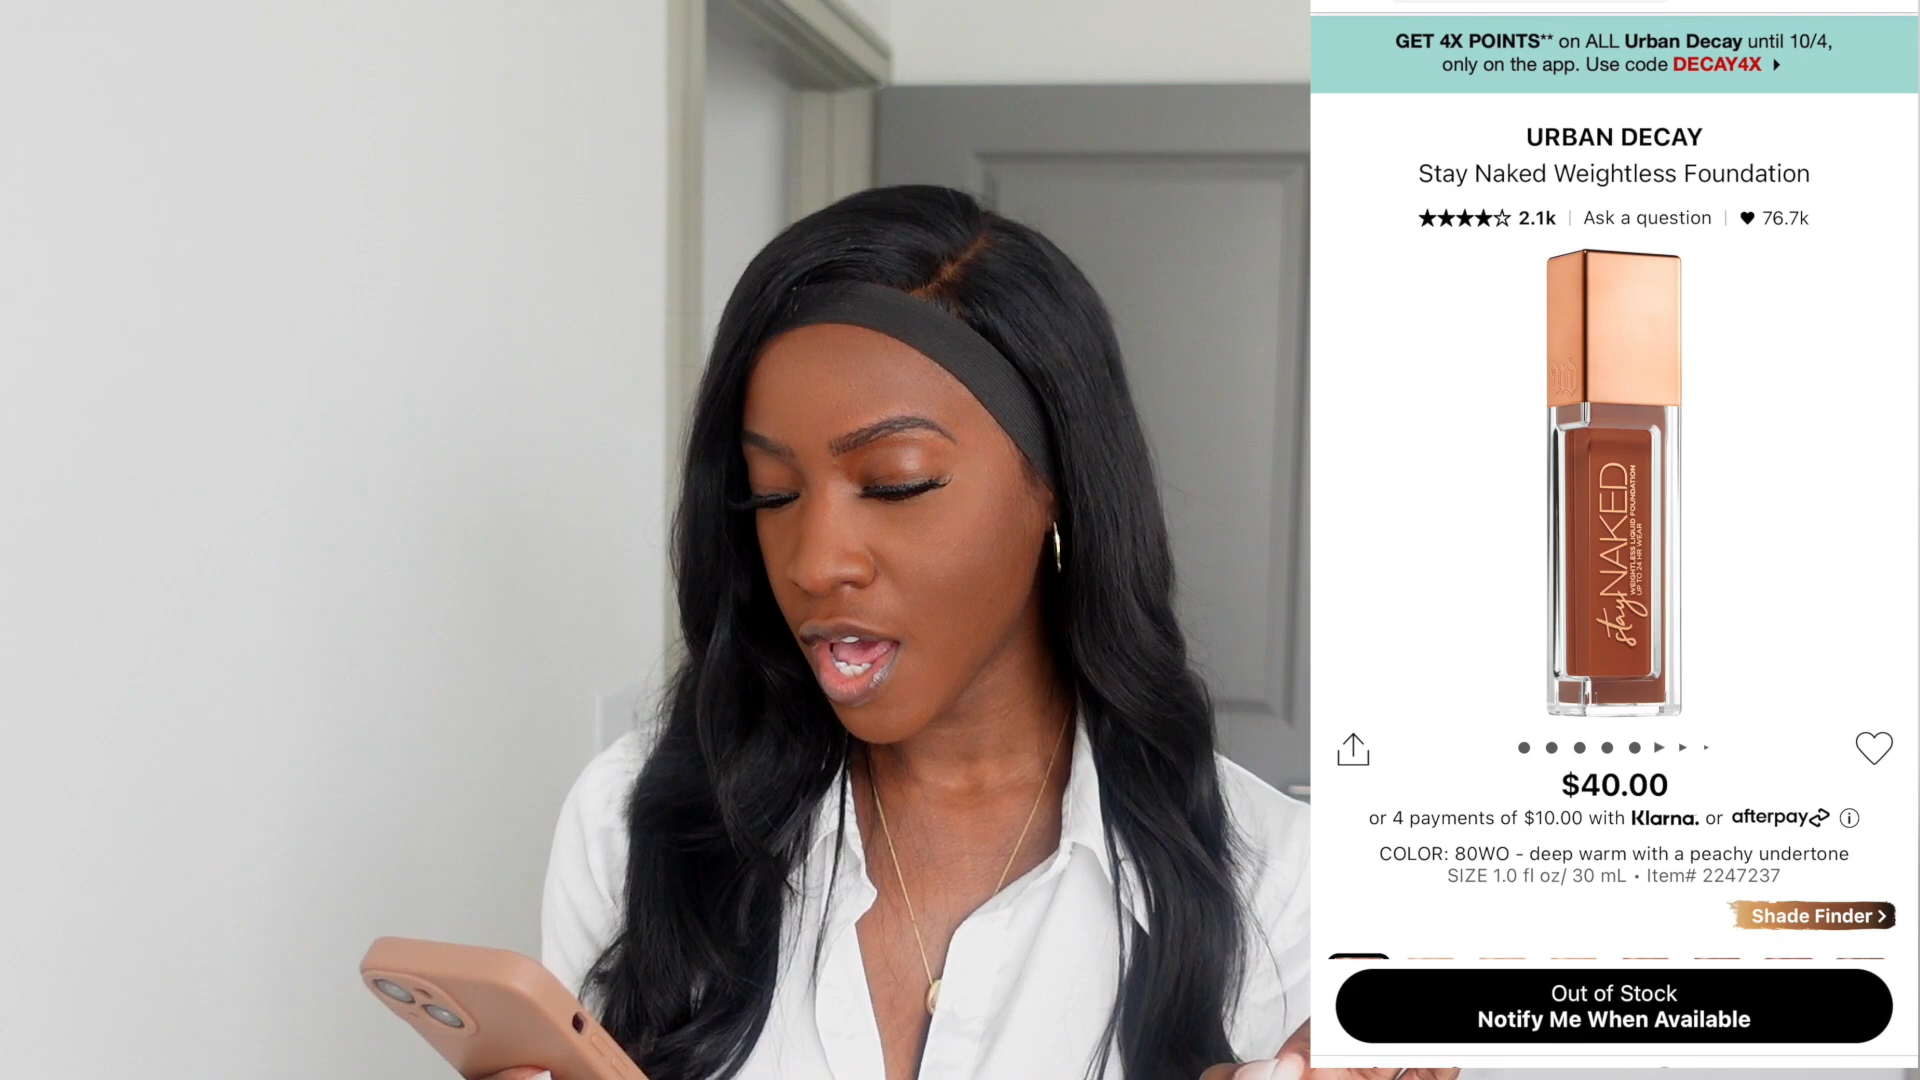 GET 4X POINTS** on ALL Urban Decay until 10/4,
only on the app. Use code DECAY4X
URBAN DECAY
Stay Naked Weightless Foundation
2.1k | Ask a question | 76.7k
UD
stay NAKED
WEIGHTLESS LIQUID FOUNDATION
UP TO 24 HR WEAR
$40.00
or 4 payments of $10.00 with Klarna. or afterpay
COLOR: 80WO - deep warm with a peachy undertone
SIZE 1.0 fl oz/ 30 mL • Item# 2247237
Shade Finder >
Out of Stock
Notify Me When Available